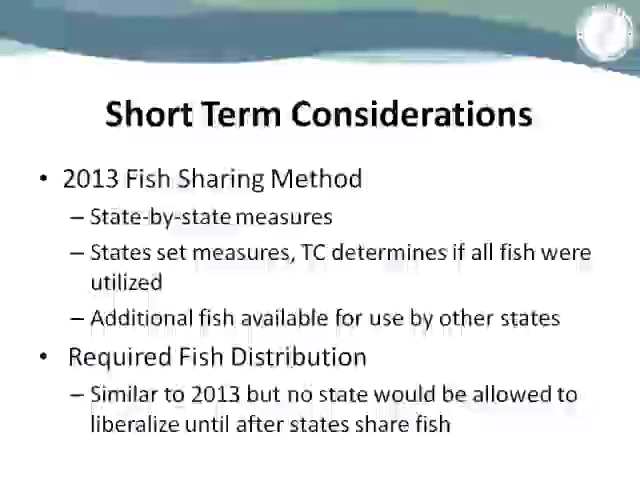 Short Term Considerations
• 2013 Fish Sharing Method
– State-by-state measures
– States set measures, TC determines if all fish were
utilized
– Additional fish available for use by other states
• Required Fish Distribution
– Similar to 2013 but no state would be allowed to
liberalize until after states share fish